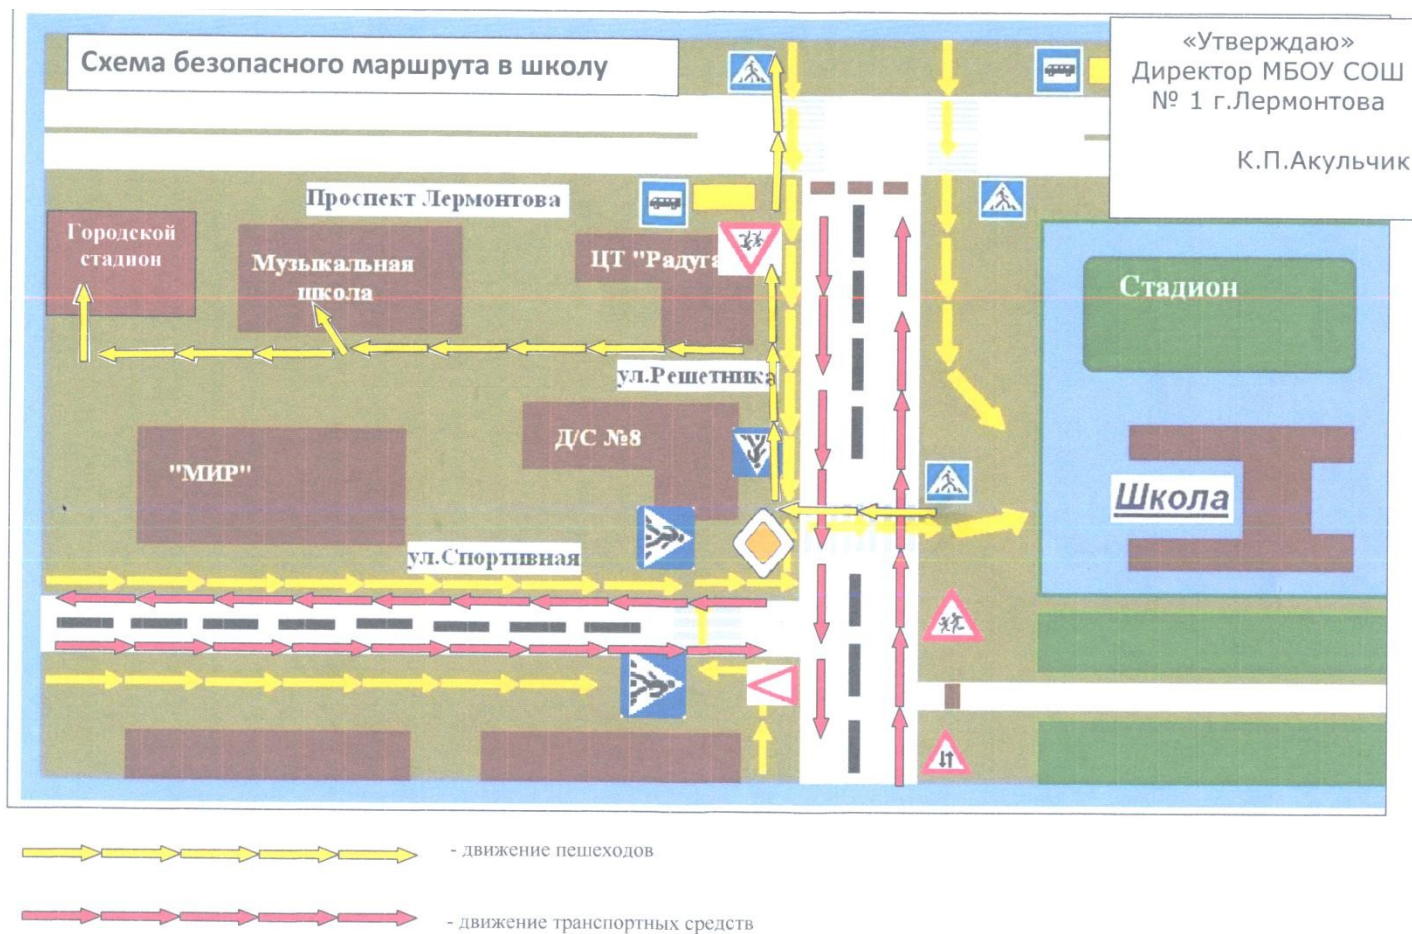 Схема безопасного маршрута в школу
«Утверждаю»
Директор МБОУ СОШ
№ 1 г.Лермонтова
К.П.Акульчик
Проспект Лермонтова
Городской
стадион
Музыкальная
школа
ЦТ "Радуга
Стадион
ул.Решетника
Д/С №8
"МИР"
Школа
ул.Спортивная
- движение пешеходов
- движение транспортных средств